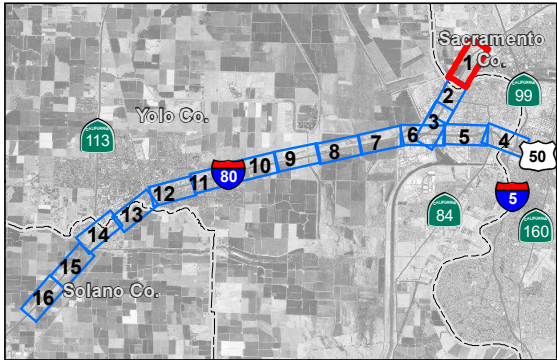 Sacramento
Co.
1
CALIFORNIA
99
2
Yolo Co.
3
CALIFORNIA
113
6
5
4
7
50
8
9
10
80
11
12
5
13
CALIFORNIA
84
CALIFORNIA
160
14
15
16
Solano Co.